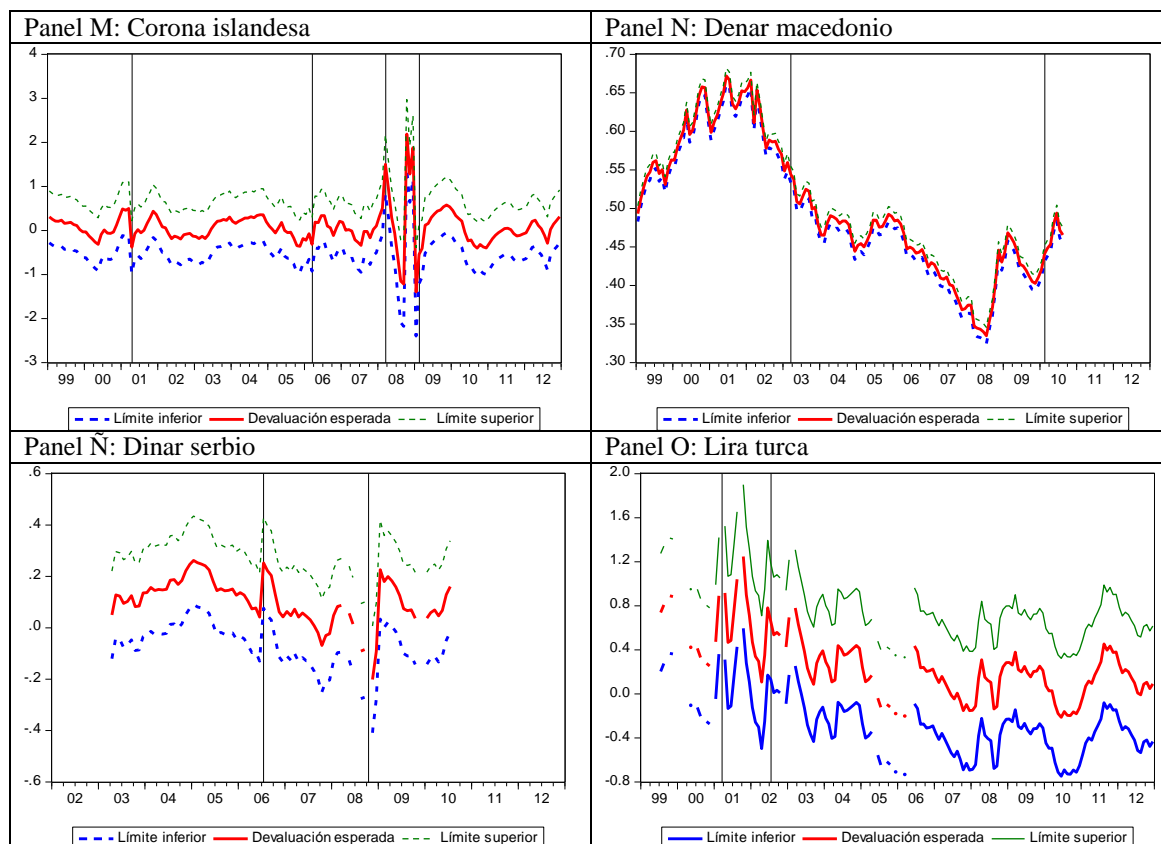 Panel M: Corona islandesa
4
3
2
1
0
-1
-2
-3
99 00 01 02 03 04 05 06 07 08 09 10 11 12
Límite inferior Devaluación esperada Límite superior
Panel N: Denar macedonio
.70
.65
.60
.55
.50
.45
.40
.35
.30
99 00 01 02 03 04 05 06 07 08 09 10 11 12
Límite inferior Devaluación esperada Límite superior
Panel Ñ: Dinar serbio
.6
.4
.2
.0
-.2
-.4
-.6
02 03 04 05 06 07 08 09 10 11 12
Límite inferior Devaluación esperada Límite superior
Panel O: Lira turca
2.0
1.6
1.2
0.8
0.4
0.0
-0.4
-0.8
99 00 01 02 03 04 05 06 07 08 09 10 11 12
Límite inferior Devaluación esperada Límite superior